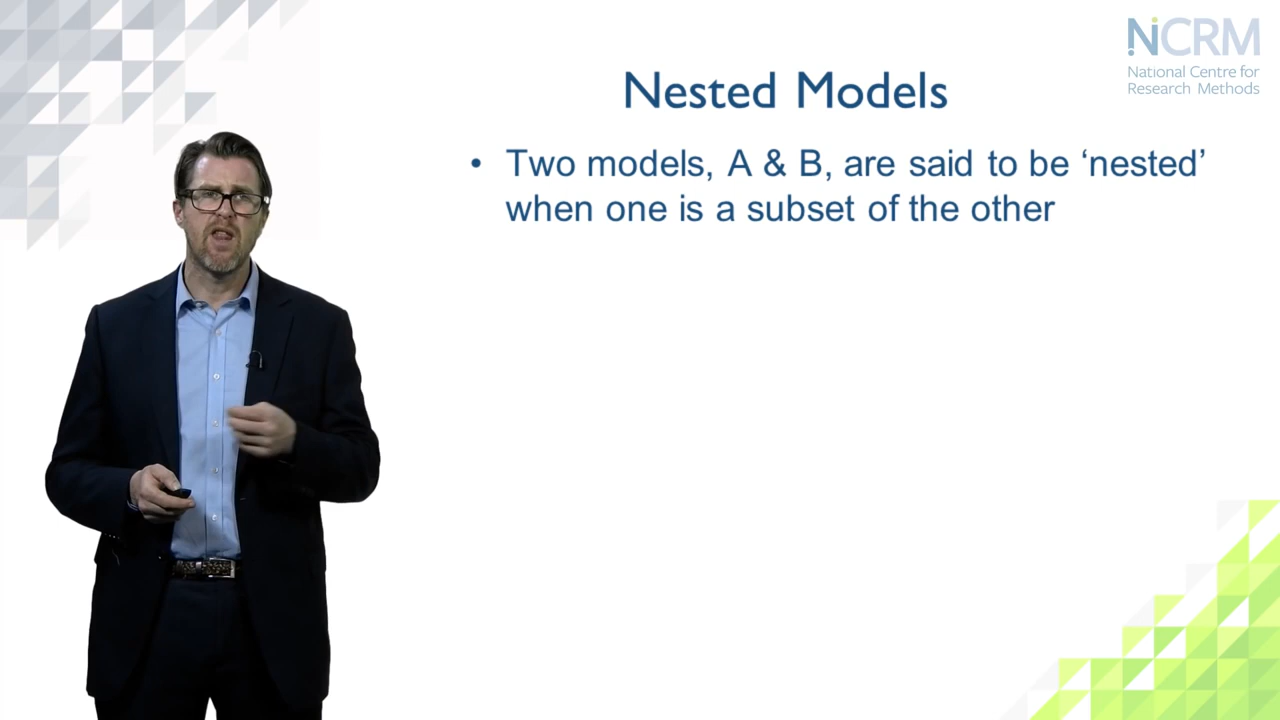 NCRM
National Centre for
Research Methods
Nested Models
• Two models, A & B, are said to be ‘nested’
when one is a subset of the other